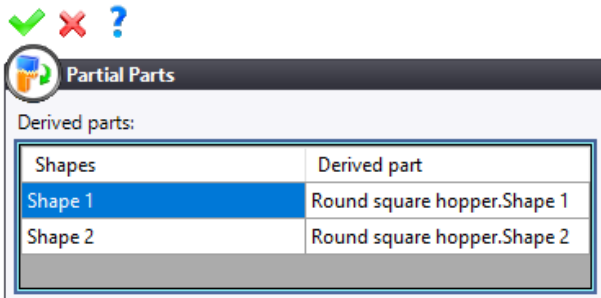 ?
Partial Parts
Derived parts:
Shapes Derived part
Shape 1 Round square hopper.Shape 1
Shape 2 Round square hopper.Shape 2